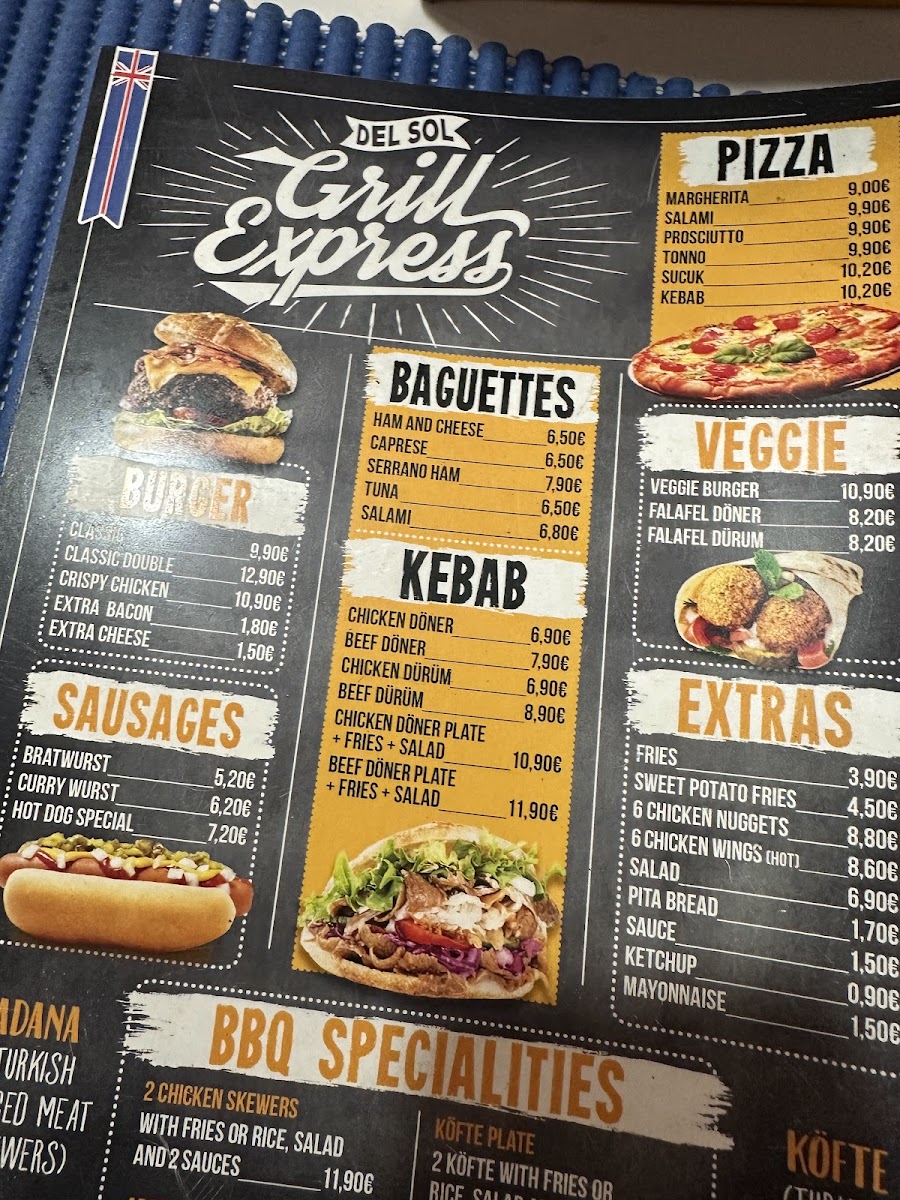 DEL SOL
Grill
Express
PIZZA
MARGHERITA 9,00€
SALAMI 9,90€
PROSCIUTTO 9,90€
TONNO 9,90€
SUCUK 10,20€
KEBAB 10,20€
BURGER
CLASSIC 9,90€
CLASSIC DOUBLE 12,90€
CRISPY CHICKEN 10,90€
EXTRA BACON 1,80€
EXTRA CHEESE 1,50€
SAUSAGES
BRATWURST 5,20€
CURRY WURST 6,20€
HOT DOG SPECIAL 7,20€
BAGUETTES
HAM AND CHEESE 6,50€
CAPRESE 6,50€
SERRANO HAM 7,90€
TUNA 6,50€
SALAMI 6,80€
KEBAB
CHICKEN DÖNER 6,90€
BEEF DÖNER 7,90€
CHICKEN DÜRÜM 6,90€
BEEF DÜRÜM 8,90€
CHICKEN DÖNER PLATE
+ FRIES + SALAD 10,90€
BEEF DÖNER PLATE
+ FRIES + SALAD 11,90€
VEGGIE
VEGGIE BURGER 10,90€
FALAFEL DÖNER 8,20€
FALAFEL DÜRUM 8,20€
EXTRAS
FRIES 3,90€
SWEET POTATO FRIES 4,50€
6 CHICKEN NUGGETS 8,80€
6 CHICKEN WINGS (HOT) 8,60€
SALAD 6,90€
PITA BREAD 1,70€
SAUCE 1,50€
KETCHUP 0,90€
MAYONNAISE 1,50€
ADANA
TURKISH
CED MEAT
WERS)
BBQ SPECIALITIES
2 CHICKEN SKEWERS
WITH FRIES OR RICE, SALAD
AND 2 SAUCES 11,90€
KÖFTE PLATE
2 KÖFTE WITH FRIES OR
RICE, SALAD
KÖFTE